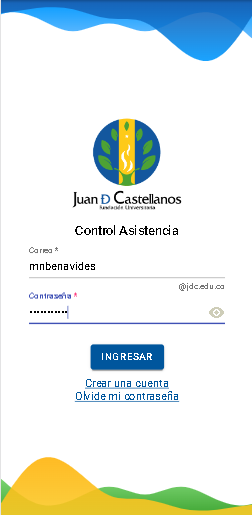 Juan D Castellanos
Fundación Universitaria
Control Asistencia
Correo *
mnbenavides
@jdc.edu.co
Contraseña *
••••••••••
INGRESAR
Crear una cuenta
Olvide mi contraseña